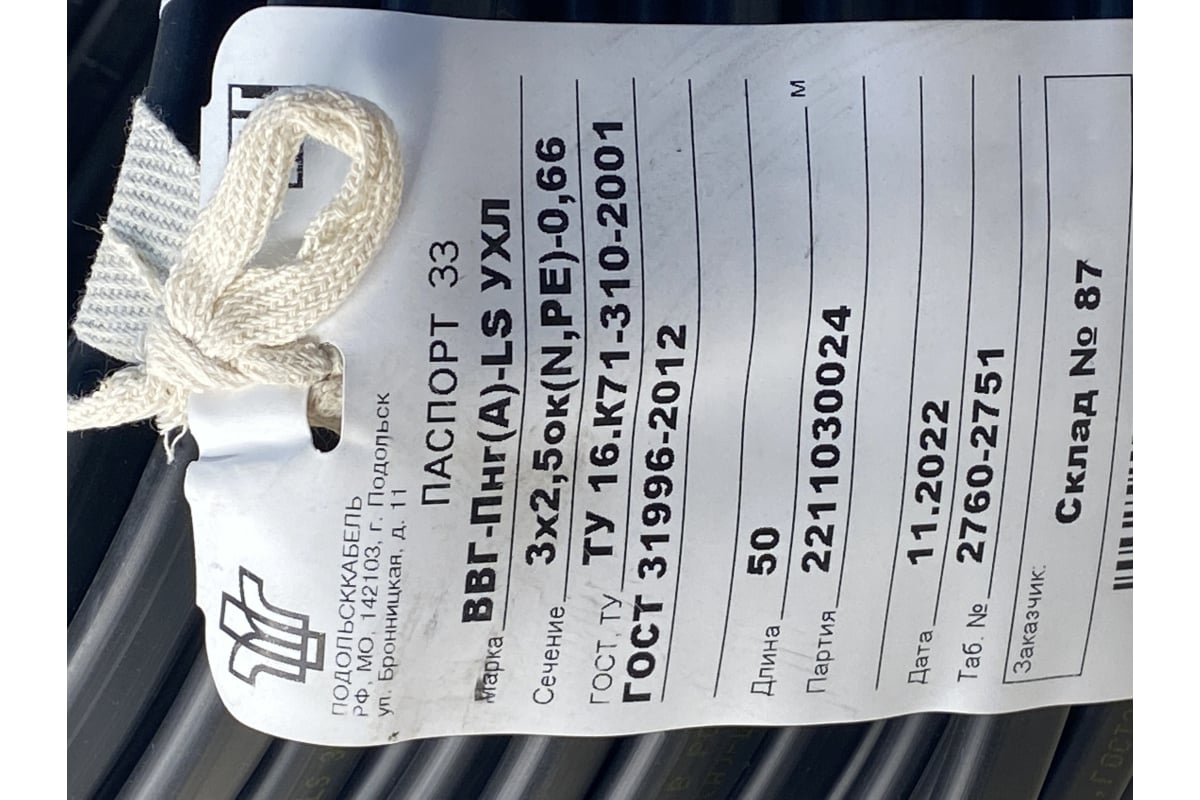 ПОДОЛЬСККАБЕЛЬ
РФ, МО, 142103, г. Подольск
ул. Бронницкая, д. 11
ПАСПОРТ 33
Марка ВВГ-Пнг(А)-LS УХЛ
Сечение 3х2,5ок(N,PE)-0,66
ГОСТ, ТУ ТУ 16.К71-310-2001
ГОСТ 31996-2012
Длина 50 м
Партия 2211030024
Дата 11.2022
Таб. № 2760-2751
Заказчик:
Склад № 87